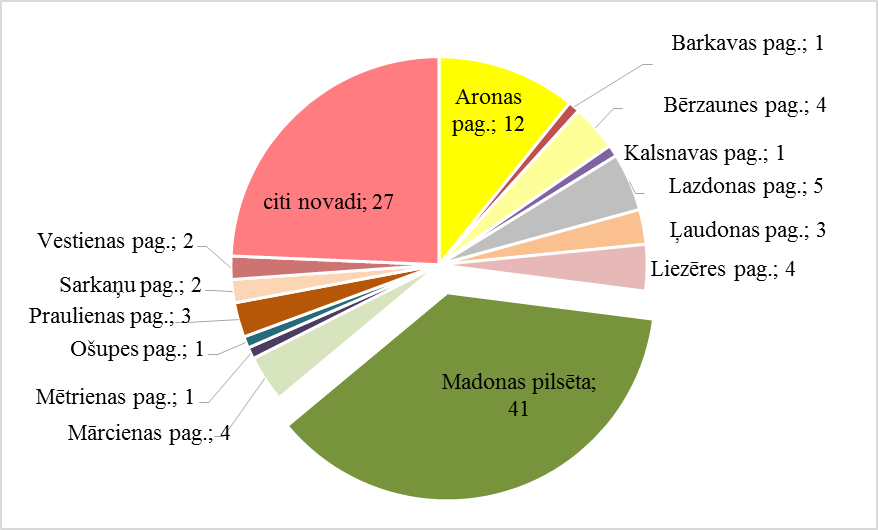 Barkavas pag.; 1
Aronas
pag.; 12
Bērzaunes pag.; 4
Kalsnavas pag.; 1
Lazdonas pag.; 5
citi novadi; 27
Ļaudonas pag.; 3
Vestienas pag.; 2
Liezēres pag.; 4
Sarkaņu pag.; 2
Praulienas pag.; 3
Ošupes pag.; 1
Madonas pilsēta;
41
Mētrienas pag.; 1
Mārcienas pag.; 4